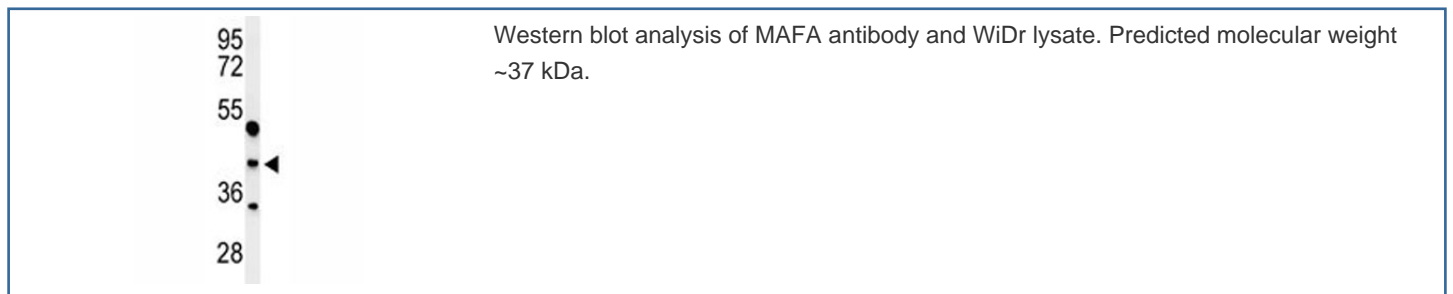 95
72
55
36
28
Western blot analysis of MAFA antibody and WiDr lysate. Predicted molecular weight
~37 kDa.